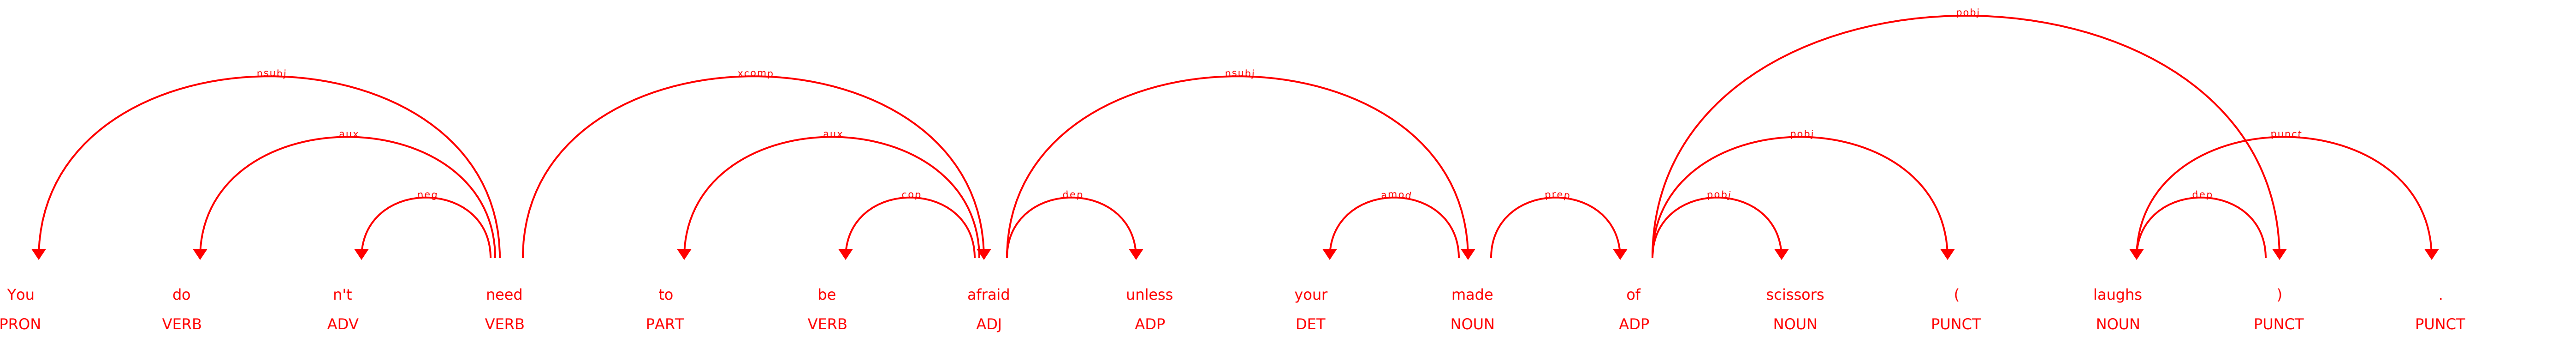 pobj
nsubj xcomp nsubj
aux aux pobj punct
neg cop dep amod prep pobj dep
You do n't need to be afraid unless your made of scissors ( laughs ) .
PRON VERB ADV VERB PART VERB ADJ ADP DET NOUN ADP NOUN PUNCT NOUN PUNCT PUNCT